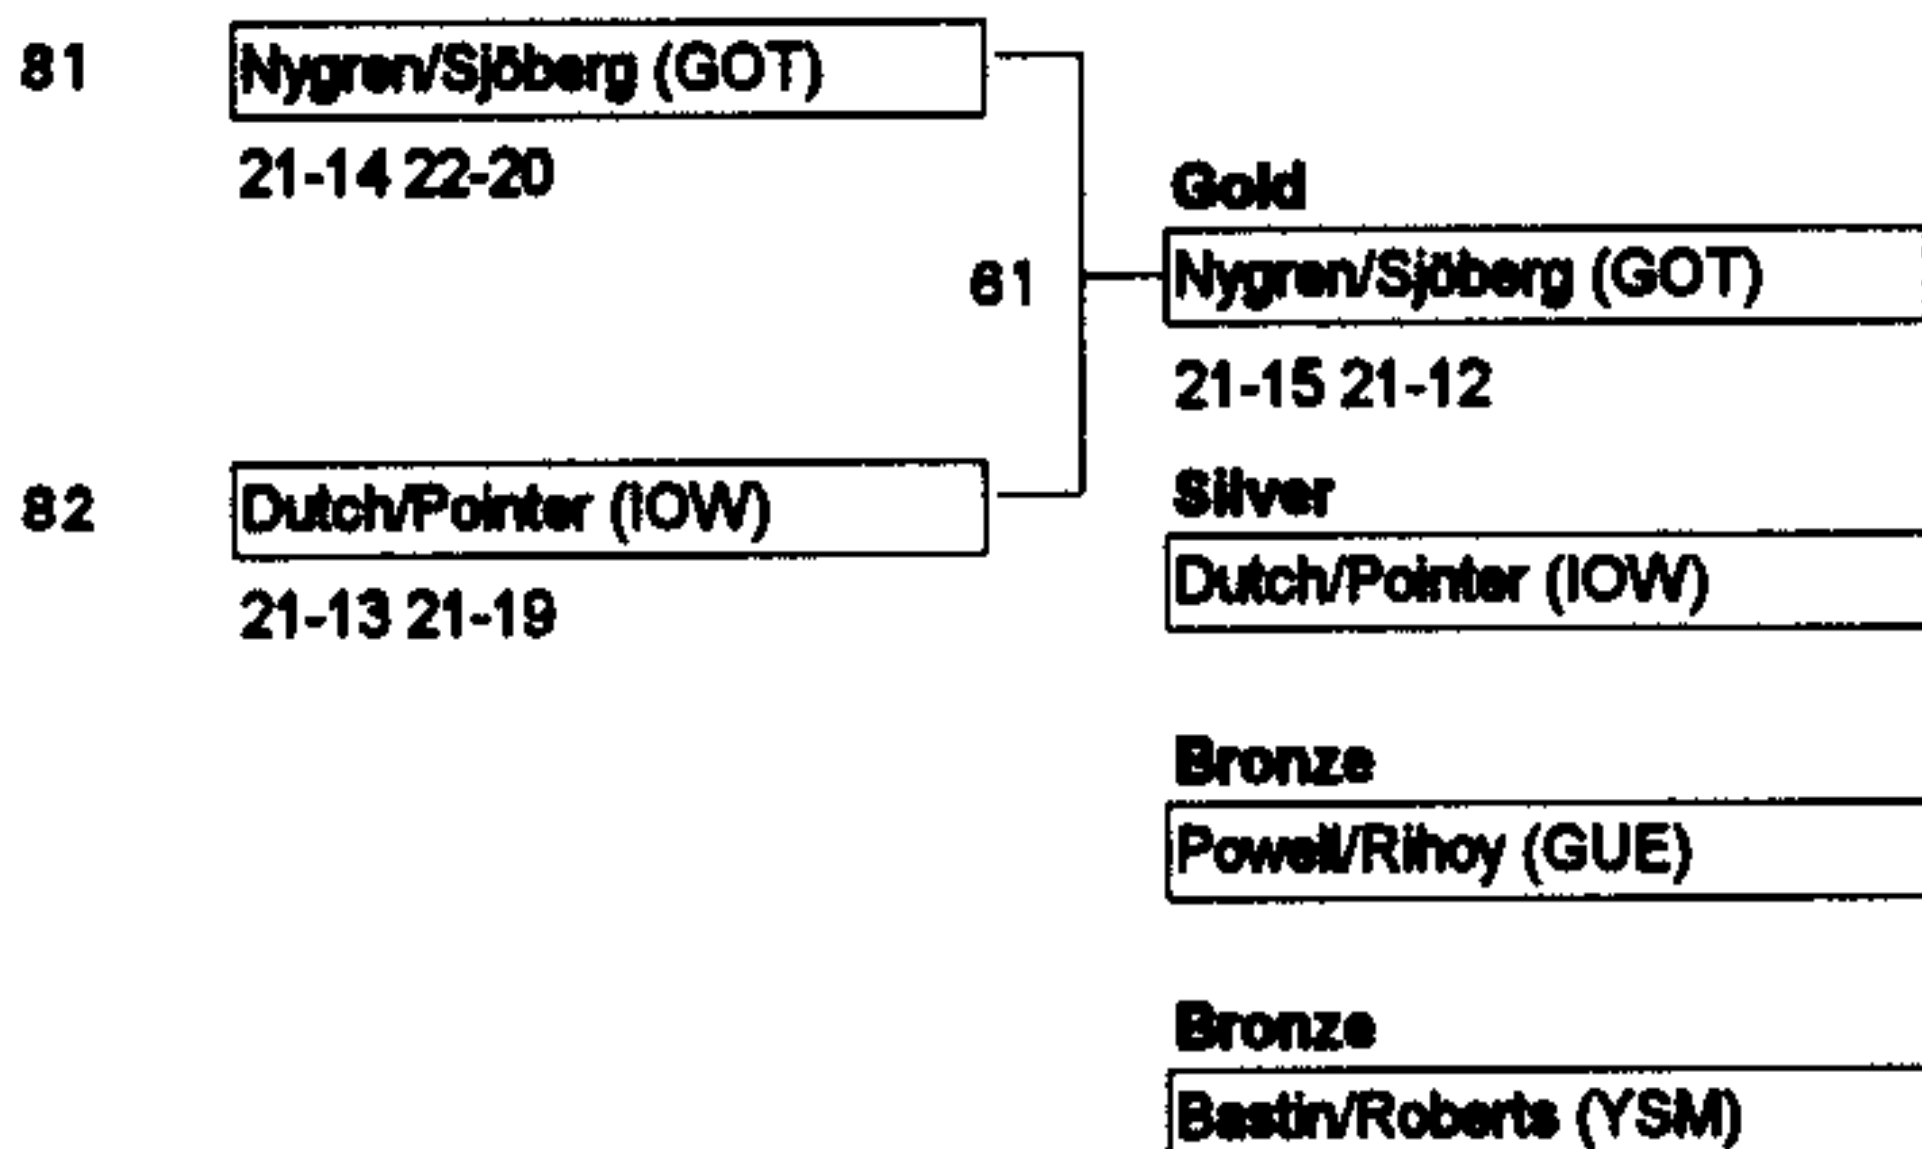 81 Nygren/Sjöberg (GOT)
21-14 22-20
Gold
61 Nygren/Sjöberg (GOT)
21-15 21-12
82 Dutch/Pointer (IOW)
21-13 21-19
Silver
Dutch/Pointer (IOW)
Bronze
Powell/Rihoy (GUE)
Bronze
Bastin/Roberts (YSM)